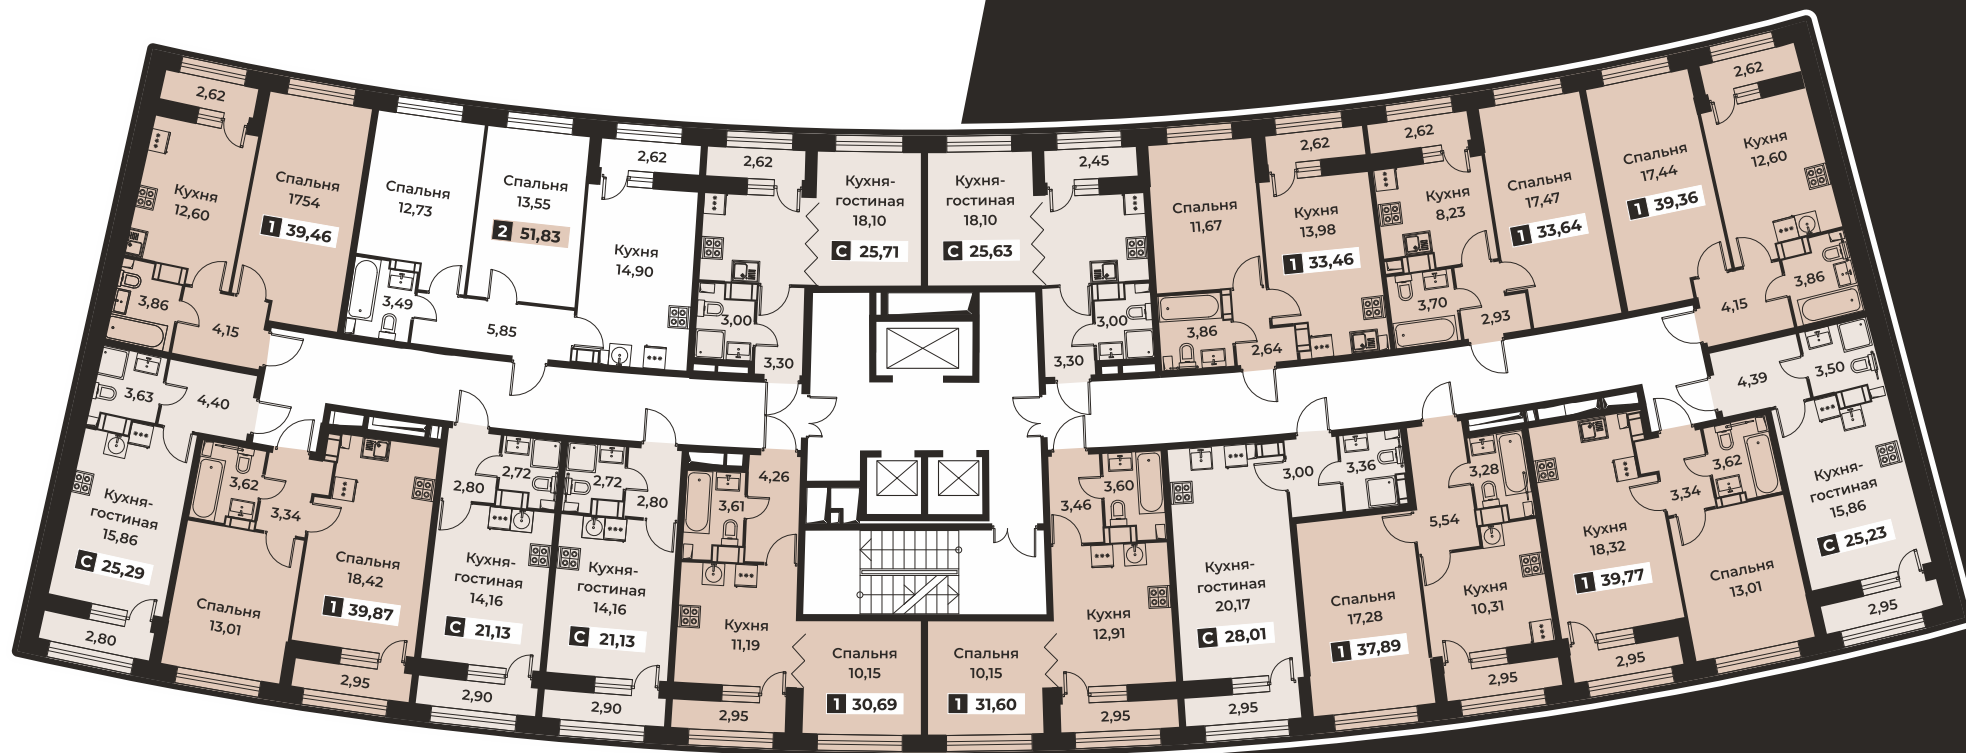 2,62
Кухня
12,60
Спальня
1754
1 39,46
3,86
4,15
Спальня
12,73
Спальня
13,55
2 51,83
2,62
Кухня
14,90
3,49
5,85
2,62
Кухня-
гостиная
18,10
С 25,71
3,00
3,30
Кухня-
гостиная
18,10
С 25,63
2,45
3,00
3,30
Спальня
11,67
3,86
2,64
2,62
Кухня
13,98
1 33,46
2,62
Кухня
8,23
3,70
2,93
Спальня
17,47
1 33,64
Спальня
17,44
1 39,36
2,62
Кухня
12,60
3,86
4,15
3,63
4,40
Кухня-
гостиная
15,86
С 25,29
2,80
3,62
3,34
Спальня
13,01
Спальня
18,42
1 39,87
2,95
2,72
2,80
Кухня-
гостиная
14,16
С 21,13
2,90
2,72
2,80
Кухня-
гостиная
14,16
С 21,13
2,90
4,26
3,61
Кухня
11,19
2,95
Спальня
10,15
1 30,69
Спальня
10,15
1 31,60
3,46
3,60
Кухня
12,91
2,95
3,00
3,36
Кухня-
гостиная
20,17
С 28,01
2,95
Спальня
17,28
1 37,89
5,54
3,28
Кухня
10,31
2,95
Кухня
18,32
1 39,77
2,95
3,34
3,62
Спальня
13,01
4,39
3,50
Кухня-
гостиная
15,86
С 25,23
2,95